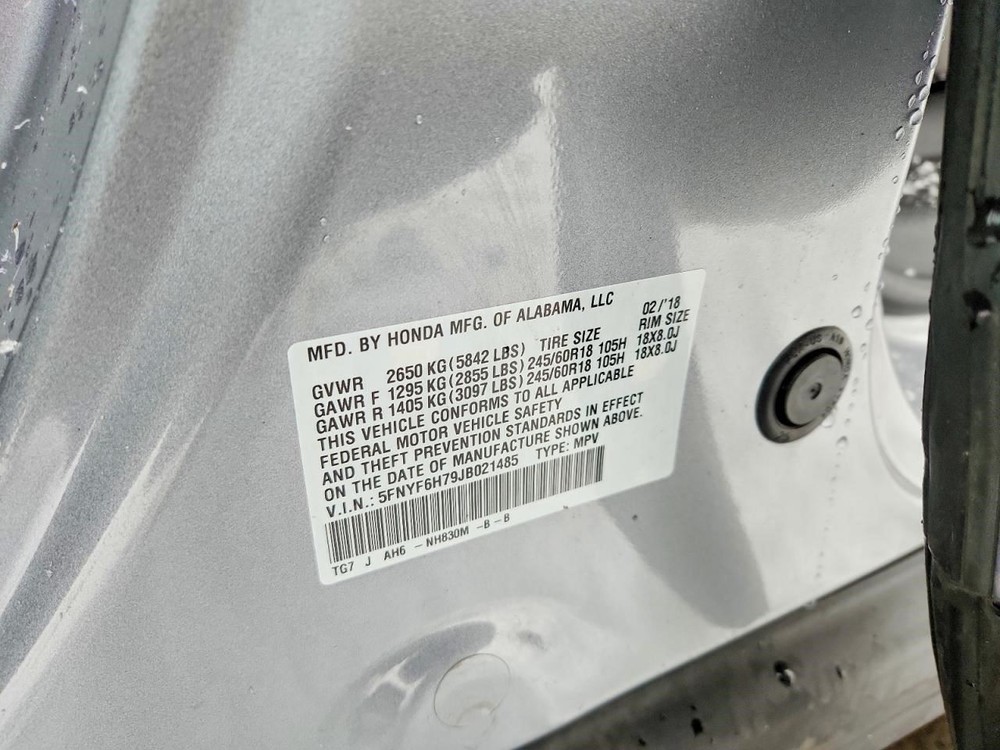 MFD. BY HONDA MFG. OF ALABAMA, LLC 02/'18
GVWR 2650 KG(5842 LBS) TIRE SIZE RIM SIZE
GAWR F 1295 KG(2855 LBS) 245/60R18 105H 18X8.0J
GAWR R 1405 KG(3097 LBS) 245/60R18 105H 18X8.0J
THIS VEHICLE CONFORMS TO ALL APPLICABLE
FEDERAL MOTOR VEHICLE SAFETY
AND THEFT PREVENTION STANDARDS IN EFFECT
ON THE DATE OF MANUFACTURE SHOWN ABOVE.
V.I.N.: 5FNYF6H79JB021485 TYPE: MPV
TG7 J AH6 - NH830M -B-B